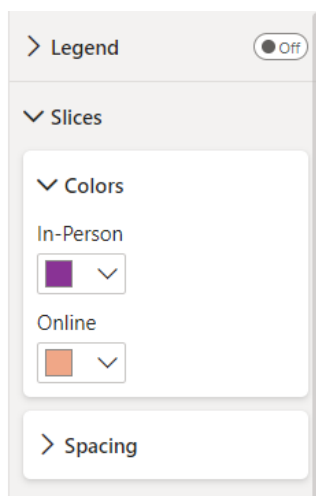 Legend Off
Slices
Colors
In-Person
Online
Spacing